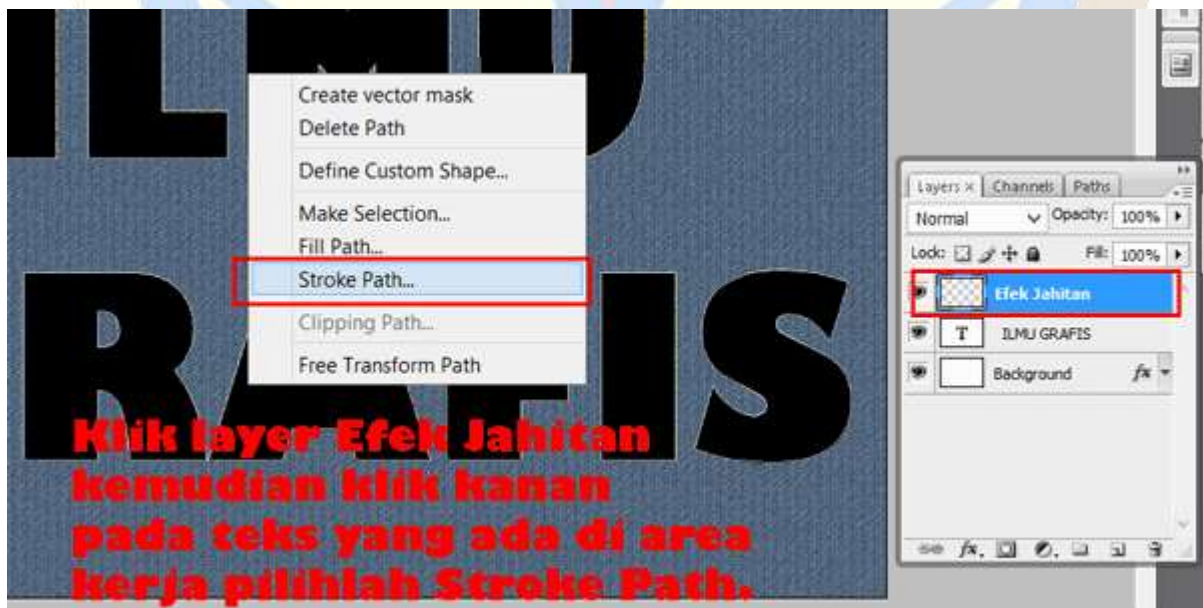 ILMU
Create vector mask
Delete Path
Define Custom Shape...
Make Selection...
Fill Path...
Stroke Path...
Clipping Path...
Free Transform Path
RAFIS
Klik layer Efek Jahitan
kemudian klik kanan
pada teks yang ada di area
kerja pilihlah Stroke Path.
Layers × Channels Paths
Normal Opacity: 100%
Lock: Fill: 100%
Efek Jahitan
T ILMU GRAFIS
Background fx
fx.